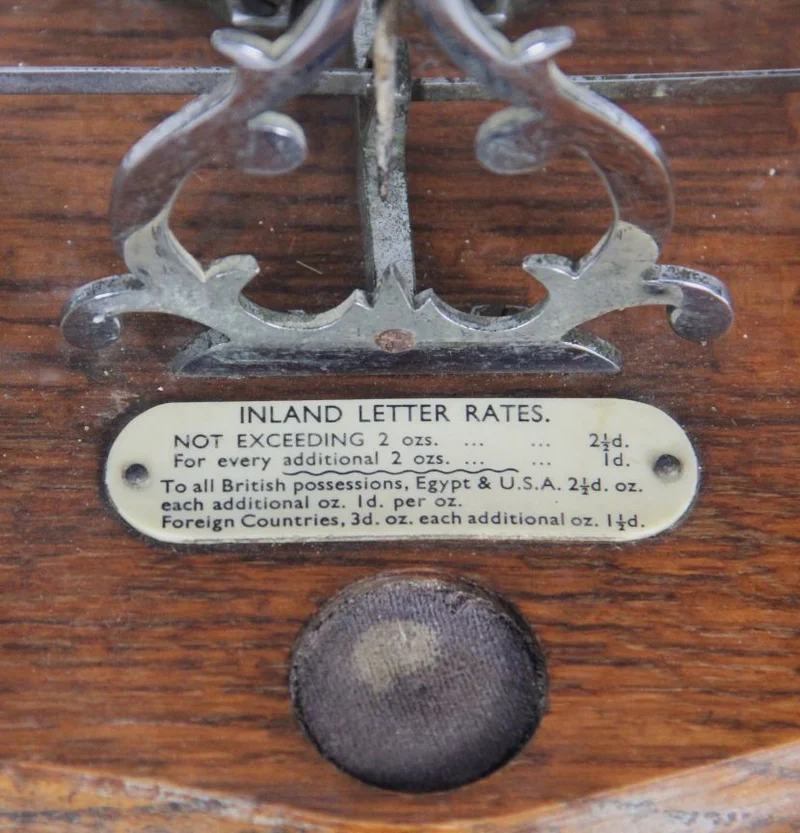 INLAND LETTER RATES.
NOT EXCEEDING 2 ozs. ... ... 2½d.
For every additional 2 ozs. ... ... 1d.
To all British possessions, Egypt & U.S.A. 2½d. oz.
each additional oz. 1d. per oz.
Foreign Countries, 3d. oz. each additional oz. 1½d.